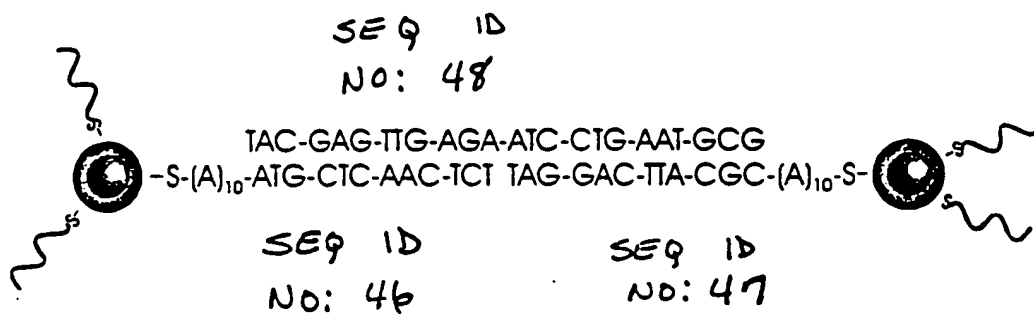 SEQ ID
NO: 48
S
TAC-GAG-TTG-AGA-ATC-CTG-AAT-GCG
S
-S-(A)10-ATG-CTC-AAC-TCT TAG-GAC-TTA-CGC-(A)10-S-
S
S
SEQ ID
NO: 46
SEQ ID
NO: 47